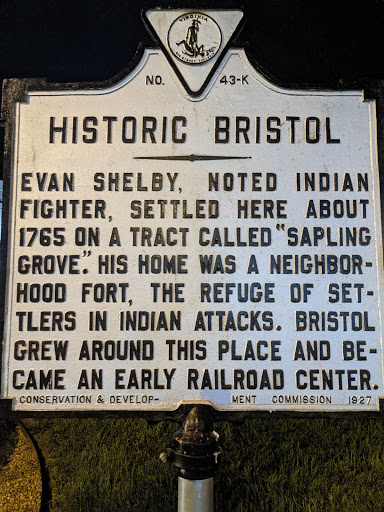 VIRGINIA
NO. 43-K
HISTORIC BRISTOL
EVAN SHELBY, NOTED INDIAN
FIGHTER, SETTLED HERE ABOUT
1765 ON A TRACT CALLED "SAPLING
GROVE." HIS HOME WAS A NEIGHBOR-
HOOD FORT, THE REFUGE OF SET-
TLERS IN INDIAN ATTACKS. BRISTOL
GREW AROUND THIS PLACE AND BE-
CAME AN EARLY RAILROAD CENTER.
CONSERVATION & DEVELOP- MENT COMMISSION 1927